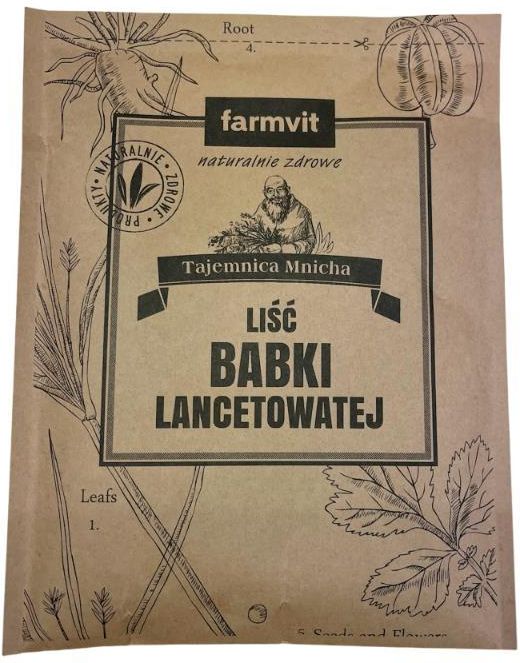 Root
4.
farmvit
naturalnie zdrowe
NATURALNIE • ZDROWE • PRODUKTY •
Tajemnica Mnicha
LIŚĆ
BABKI
LANCETOWATEJ
Leafs
1.
5. Seeds and Flowers